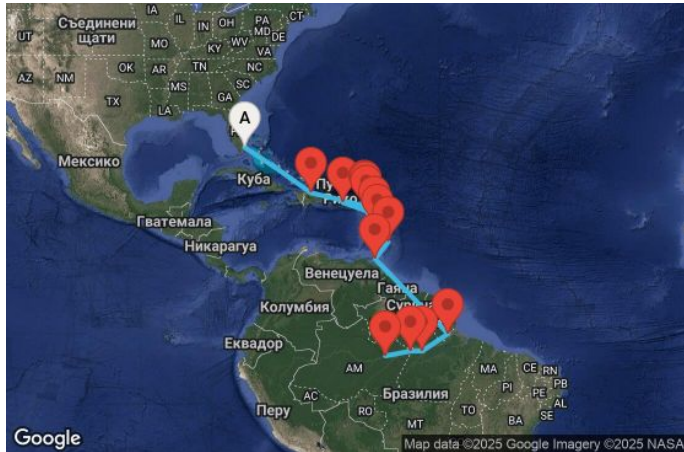 IA
IL
IN
OH
PA
CT
Съединени
щати
UT
MO
KY
WV
MD
DE
VA
OK
AR
TN
NC
AZ
NM
MS
SC
TX
LA
GA
A
Мексико
Куба
Гватемала
Никарагуа
Венецуела
Гаяна
Колумбия
Еквадор
AM
Бразилия
MA
CE
RN
PI
PB
PE
AL
AC
RO
TO
SE
BA
MT
Перу
Google
Map data ©2025 Google Imagery ©2025 NASA